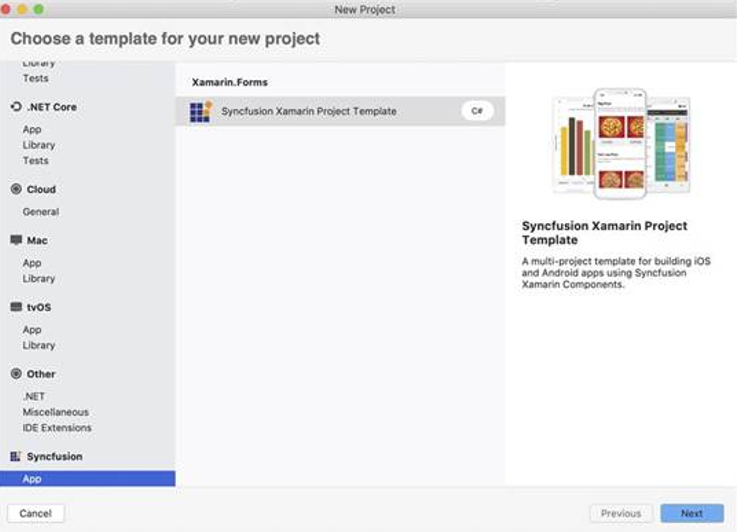 New Project
Choose a template for your new project
Library
Tests
.NET Core
App
Library
Tests
Cloud
General
Mac
App
Library
tvOS
App
Library
Other
.NET
Miscellaneous
IDE Extensions
Syncfusion
App
Xamarin.Forms
Syncfusion Xamarin Project Template
C#
Syncfusion Xamarin Project
Template
A multi-project template for building iOS
and Android apps using Syncfusion
Xamarin Components.
Cancel
Previous
Next